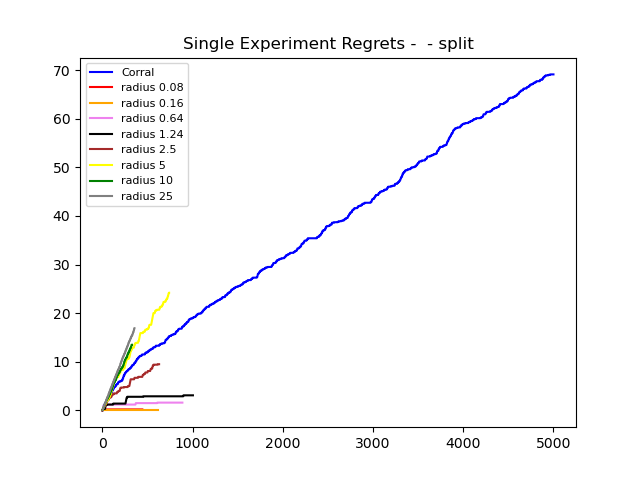 Single Experiment Regrets -  - split
Corral
radius 0.08
radius 0.16
radius 0.64
radius 1.24
radius 2.5
radius 5
radius 10
radius 25
70
60
50
40
30
20
10
0
0 1000 2000 3000 4000 5000